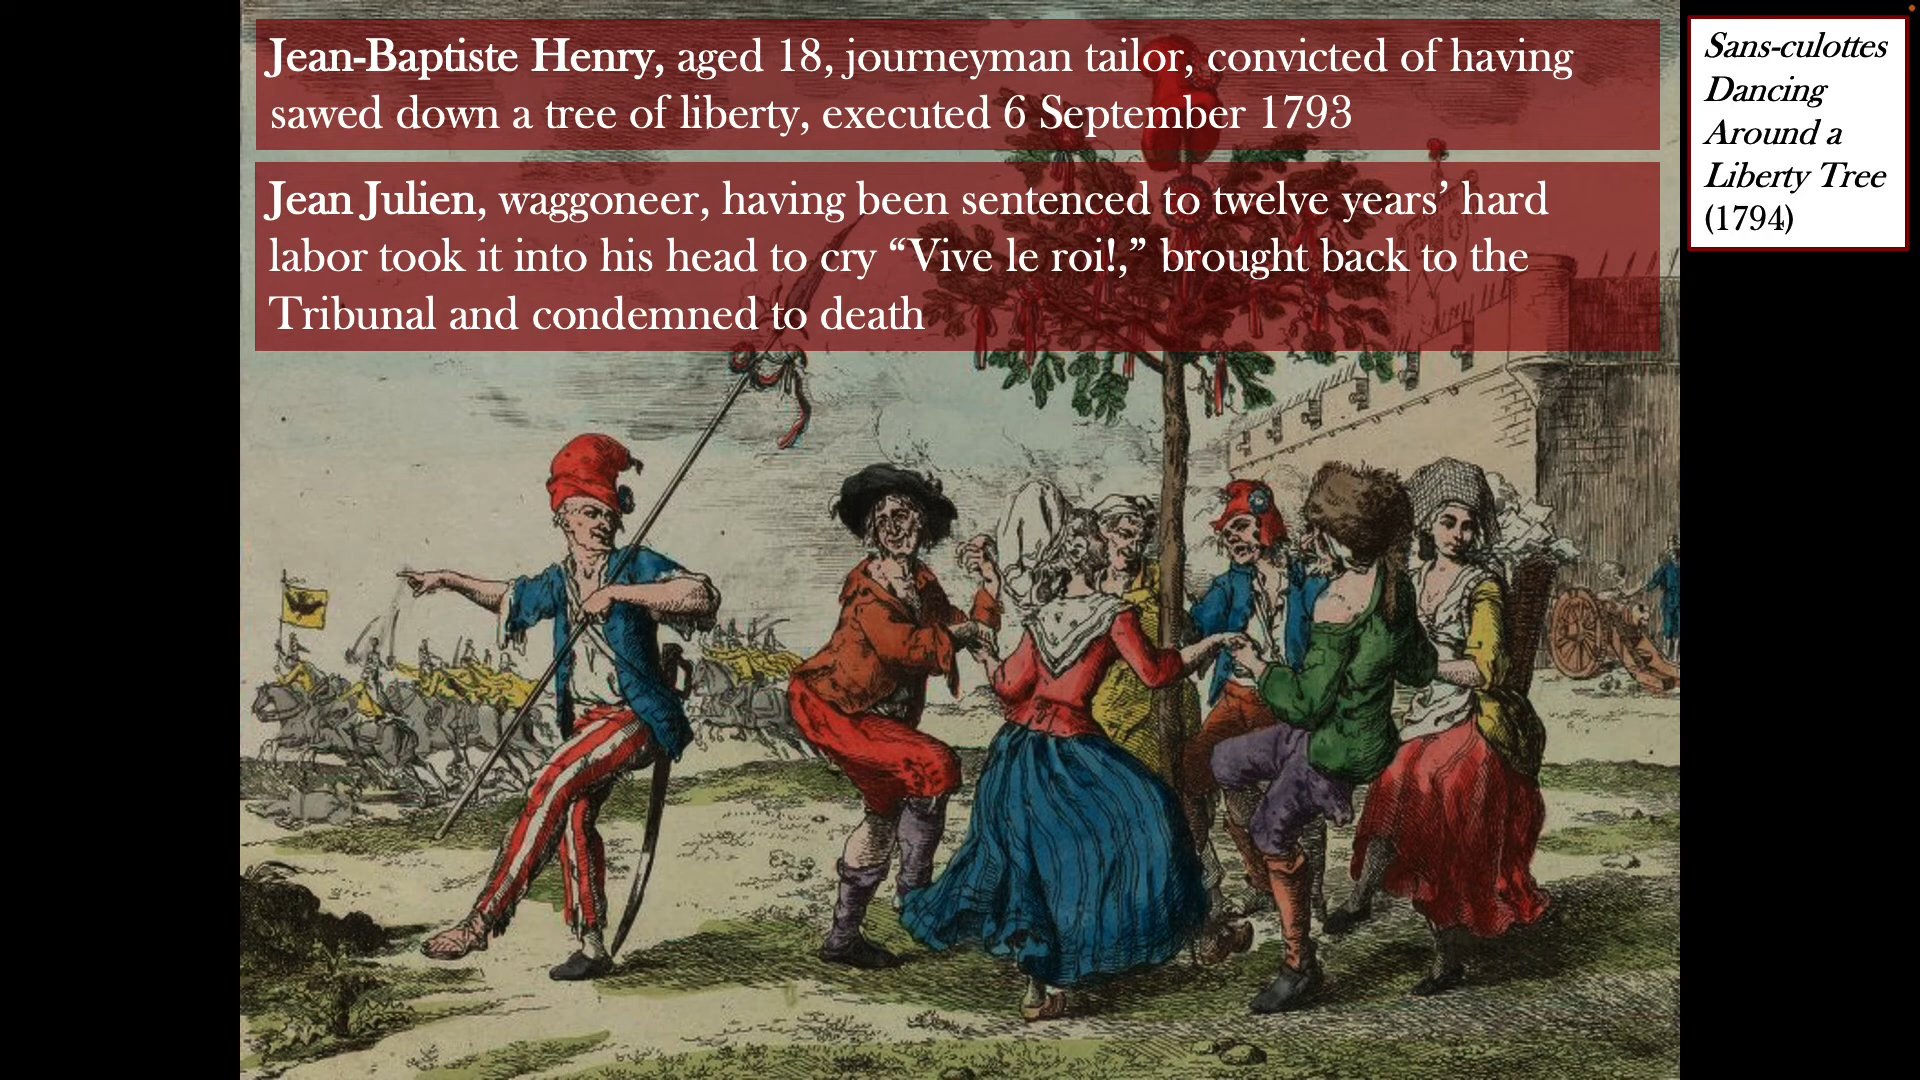 Jean-Baptiste Henry, aged 18, journeyman tailor, convicted of having
sawed down a tree of liberty, executed 6 September 1793
Jean Julien, waggoneer, having been sentenced to twelve years’ hard
labor took it into his head to cry “Vive le roi!,” brought back to the
Tribunal and condemned to death
Sans-culottes
Dancing
Around a
Liberty Tree
(1794)